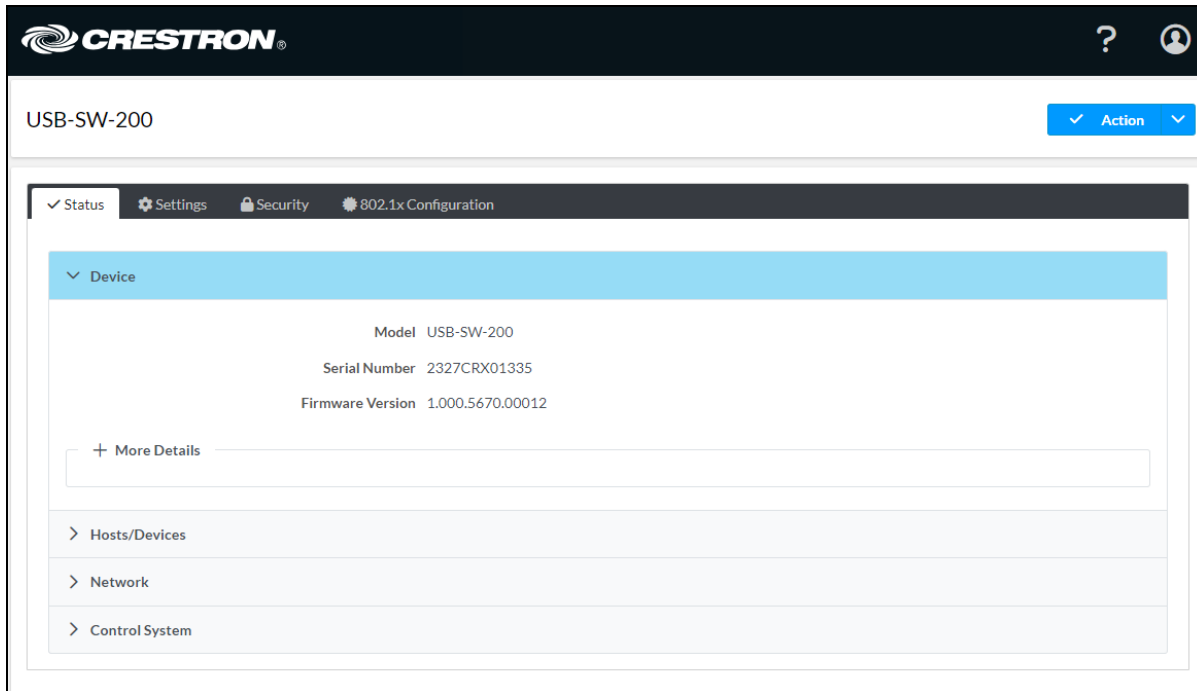 CRESTRON®
?
USB-SW-200
Action
Status Settings Security 802.1x Configuration
Device
Model USB-SW-200
Serial Number 2327CRX01335
Firmware Version 1.000.5670.00012
+ More Details
Hosts/Devices
Network
Control System